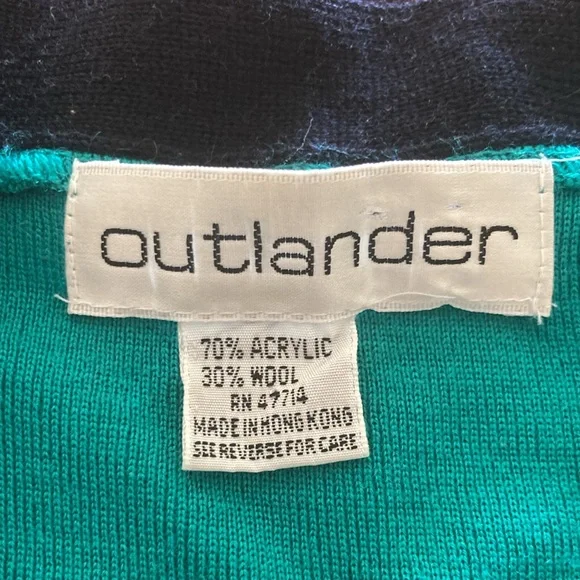 outlander
70% ACRYLIC
30% WOOL
RN 47714
MADE IN HONG KONG
SEE REVERSE FOR CARE